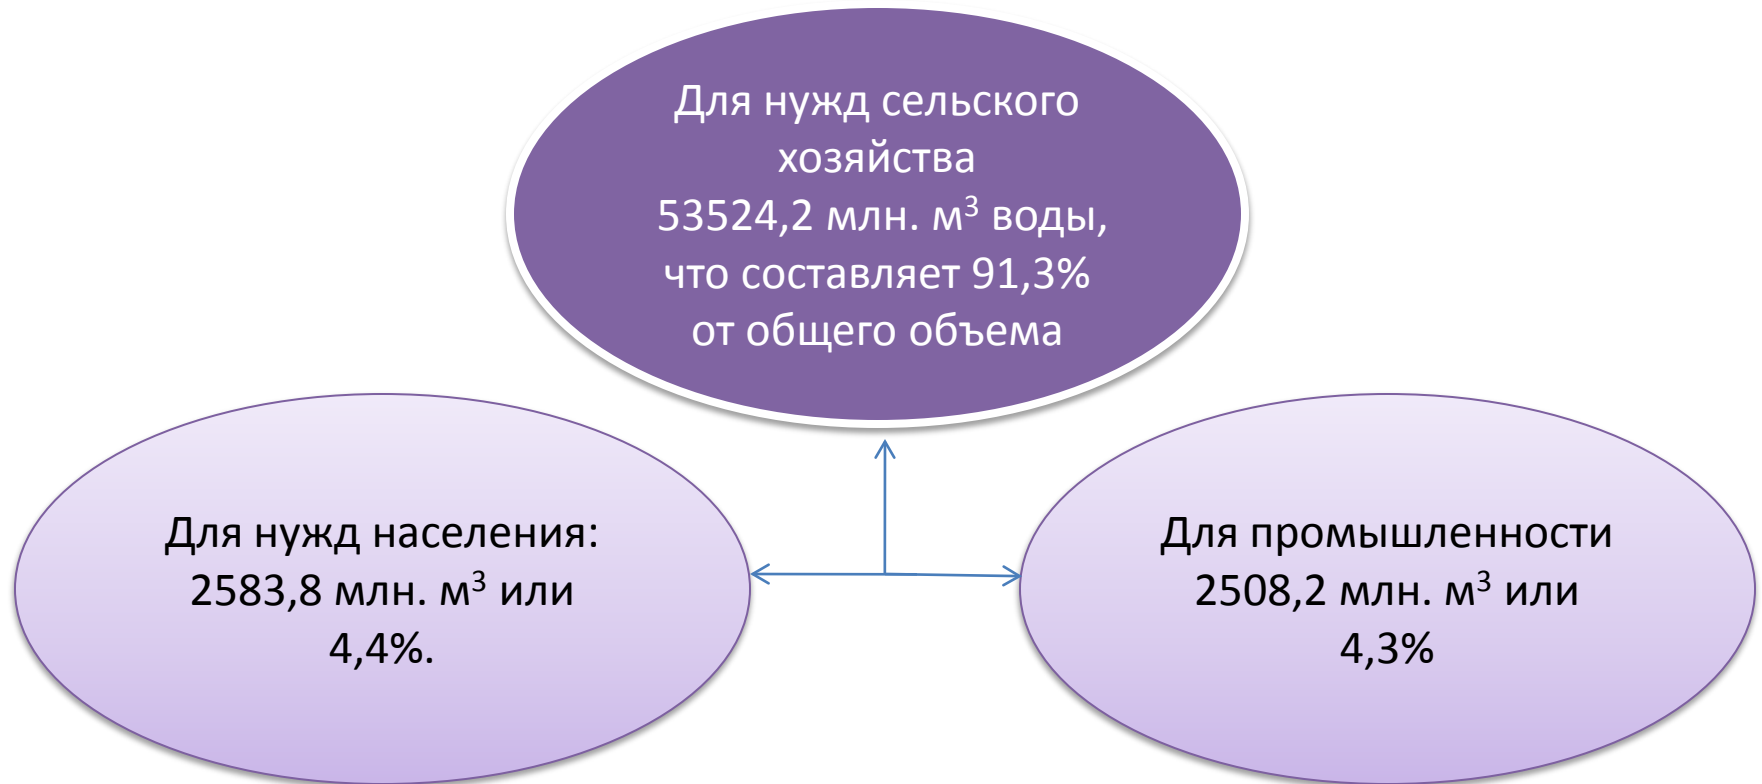 Для нужд сельского
хозяйства
53524,2 млн. м³ воды,
что составляет 91,3%
от общего объема
Для нужд населения:
2583,8 млн. м³ или
4,4%.
Для промышленности
2508,2 млн. м³ или
4,3%